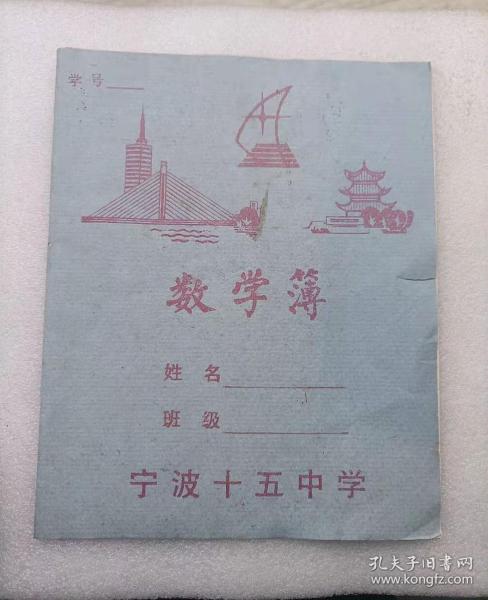 学号
数学簿
姓名
班级
宁波十五中学
孔夫子旧书网
www.kongfz.com